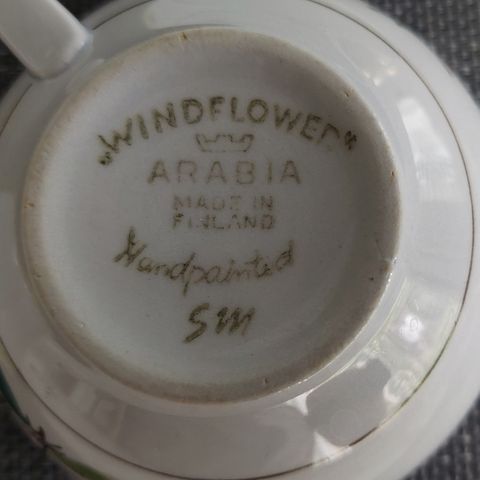 „WINDFLOWER”
ARABIA
MADE IN
FINLAND
Handpainted
SM